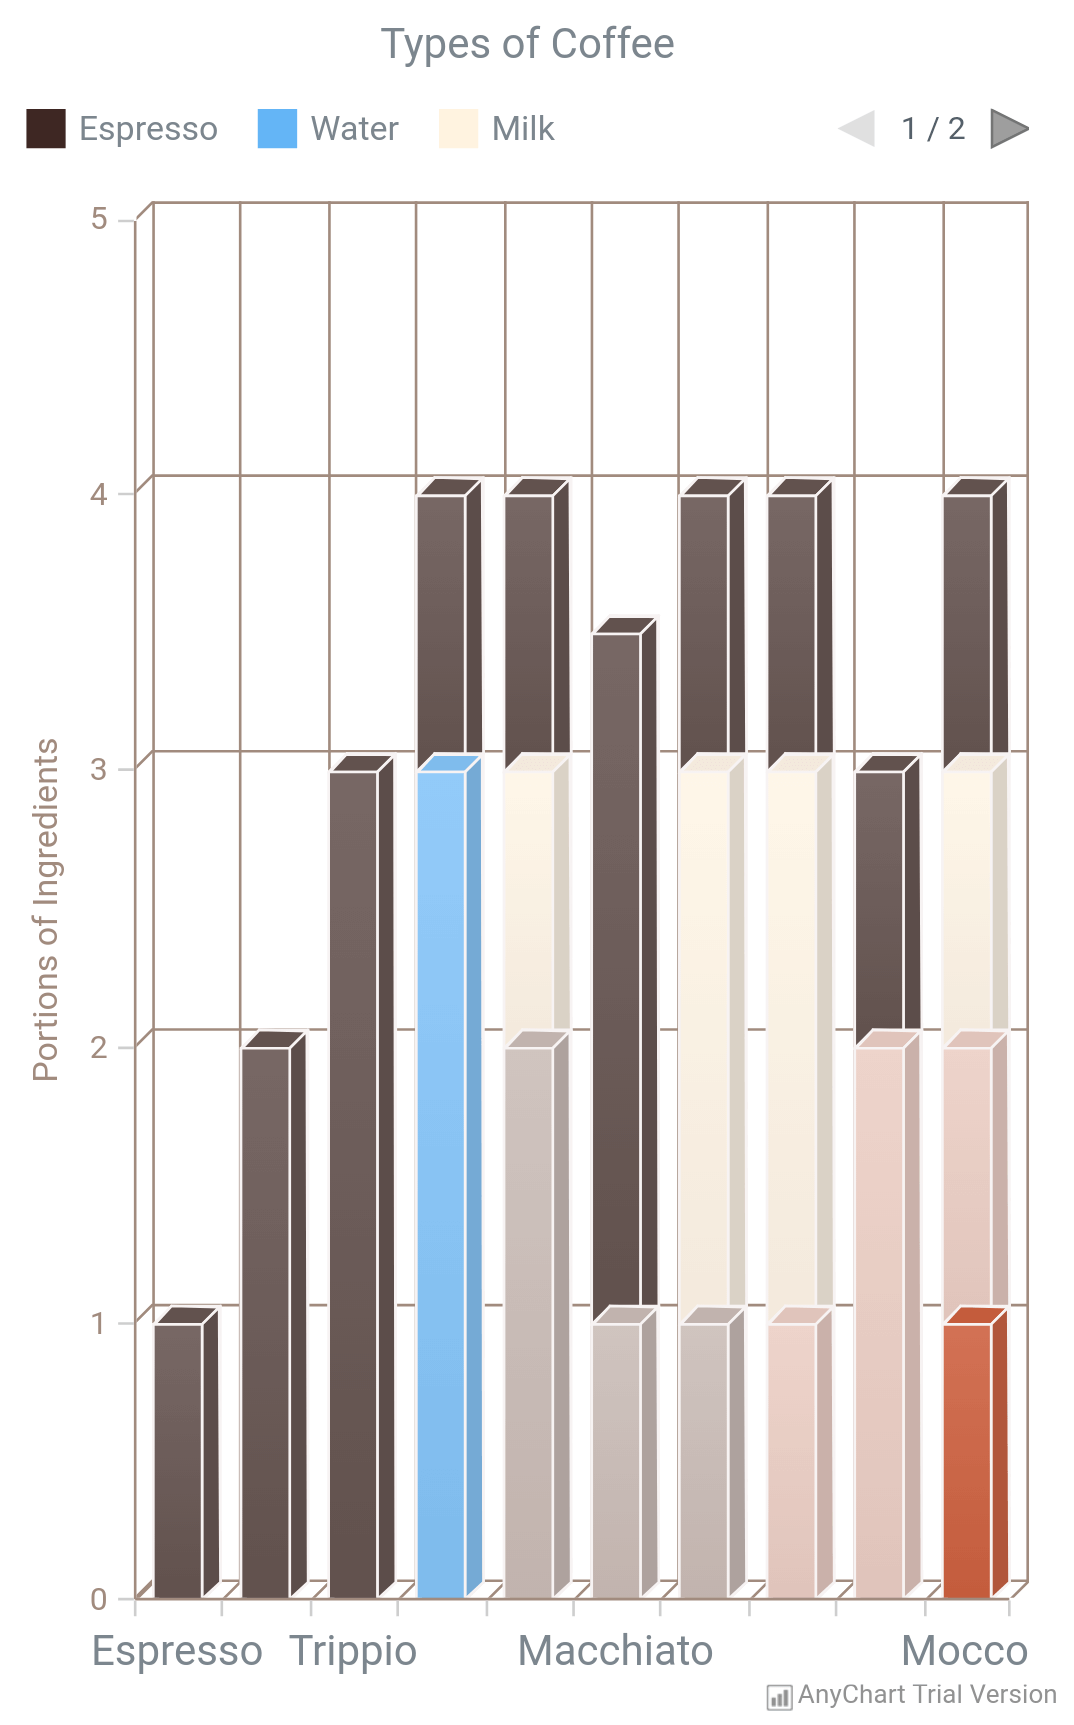 Types of Coffee
Espresso Water Milk 1 / 2
5
4
3
2
1
0
Portions of Ingredients
Espresso Trippio Macchiato Mocco
AnyChart Trial Version